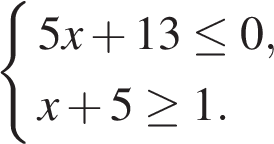 5x + 13 ≤ 0,
x + 5 ≥ 1.